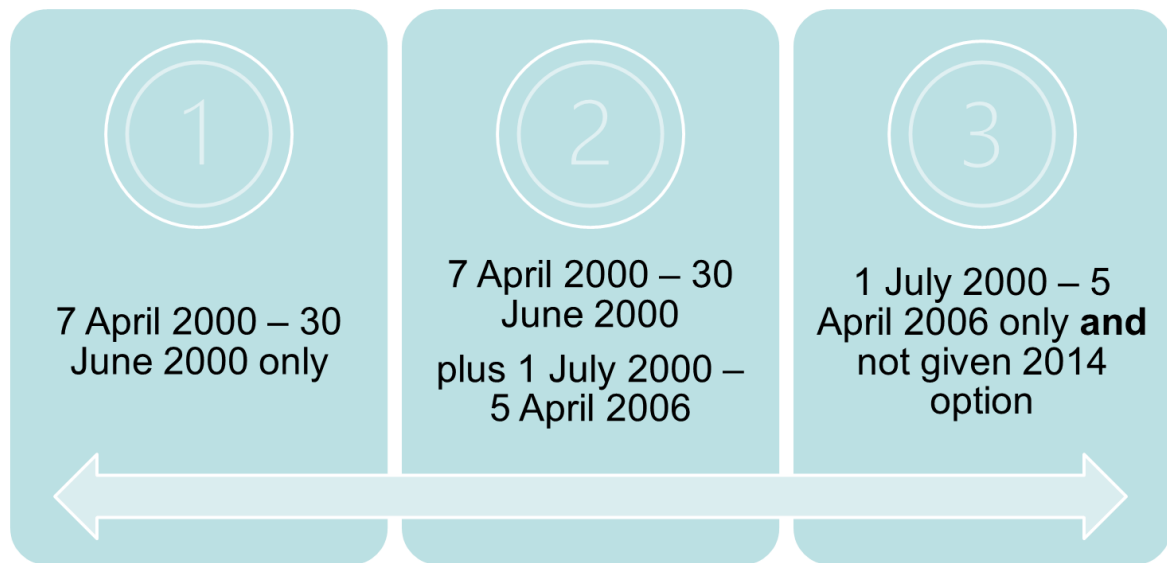 1
7 April 2000 – 30
June 2000 only
2
7 April 2000 – 30
June 2000
plus 1 July 2000 –
5 April 2006
3
1 July 2000 – 5
April 2006 only and
not given 2014
option